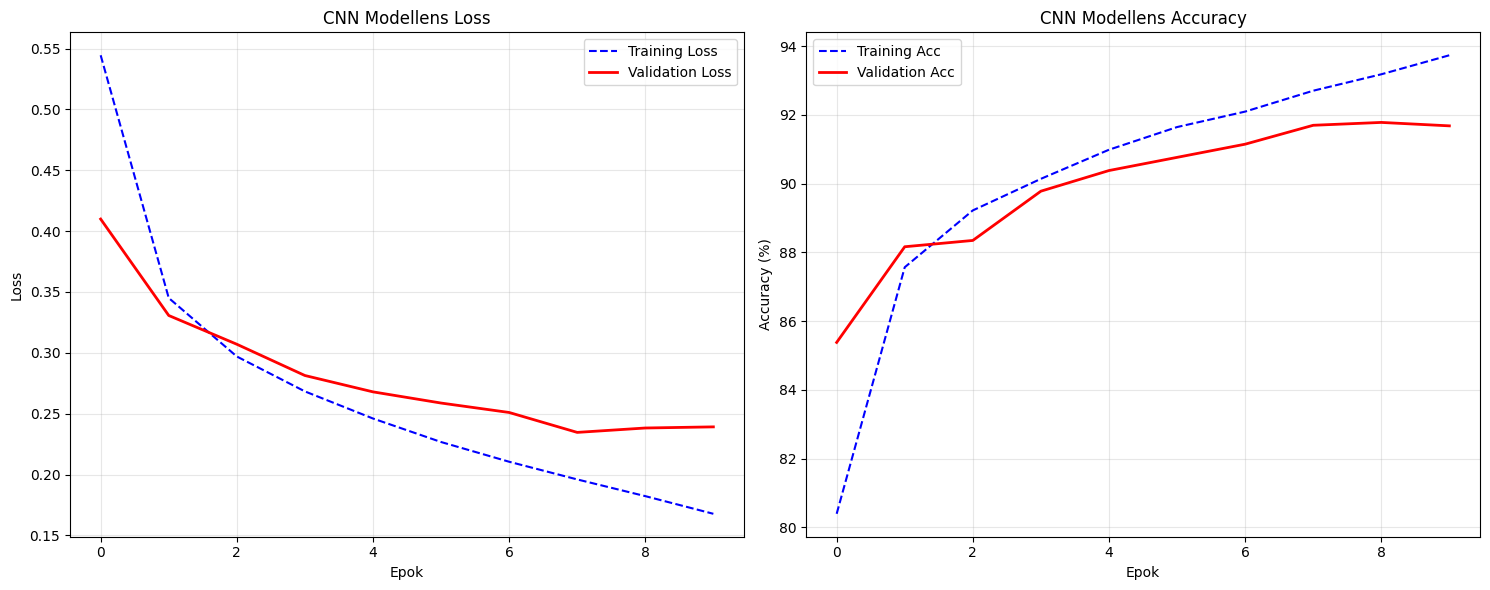 CNN Modellens Loss
Training Loss
Validation Loss
0.55
0.50
0.45
0.40
0.35
0.30
0.25
0.20
0.15
Loss
0 2 4 6 8
Epok
CNN Modellens Accuracy
Training Acc
Validation Acc
94
92
90
88
86
84
82
80
Accuracy (%)
0 2 4 6 8
Epok